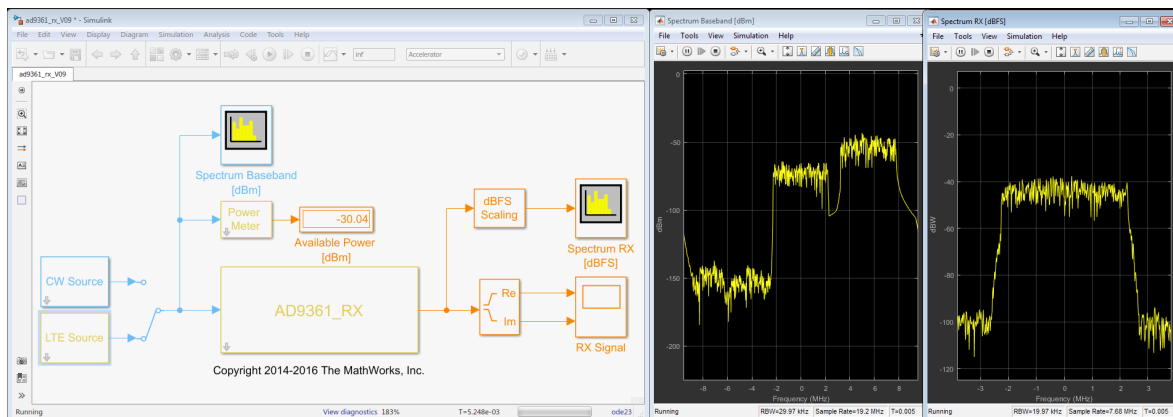 ad9361_rx_V09 * - Simulink
File Edit View Display Diagram Simulation Analysis Code Tools Help
inf
Accelerator
ad9361_rx_V09
Spectrum Baseband
[dBm]
Power
Meter
-30.04
Available Power
[dBm]
dBFS
Scaling
Spectrum RX
[dBFS]
CW Source
LTE Source
AD9361_RX
Re
Im
RX Signal
Copyright 2014-2016 The MathWorks, Inc.
Running
View diagnostics 183%
T=5.248e-03
ode23
Spectrum Baseband [dBm]
File Tools View Simulation Help
0
-50
-100
-150
-200
dBm
-8 -6 -4 -2 0 2 4 6 8
Frequency (MHz)
Running
RBW=29.97 kHz Sample Rate=19.2 MHz T=0.005
Spectrum RX [dBFS]
File Tools View Simulation Help
0
-20
-40
-60
-80
-100
-120
dBW
-3 -2 -1 0 1 2 3
Frequency (MHz)
Running
RBW=19.97 kHz Sample Rate=7.68 MHz T=0.005